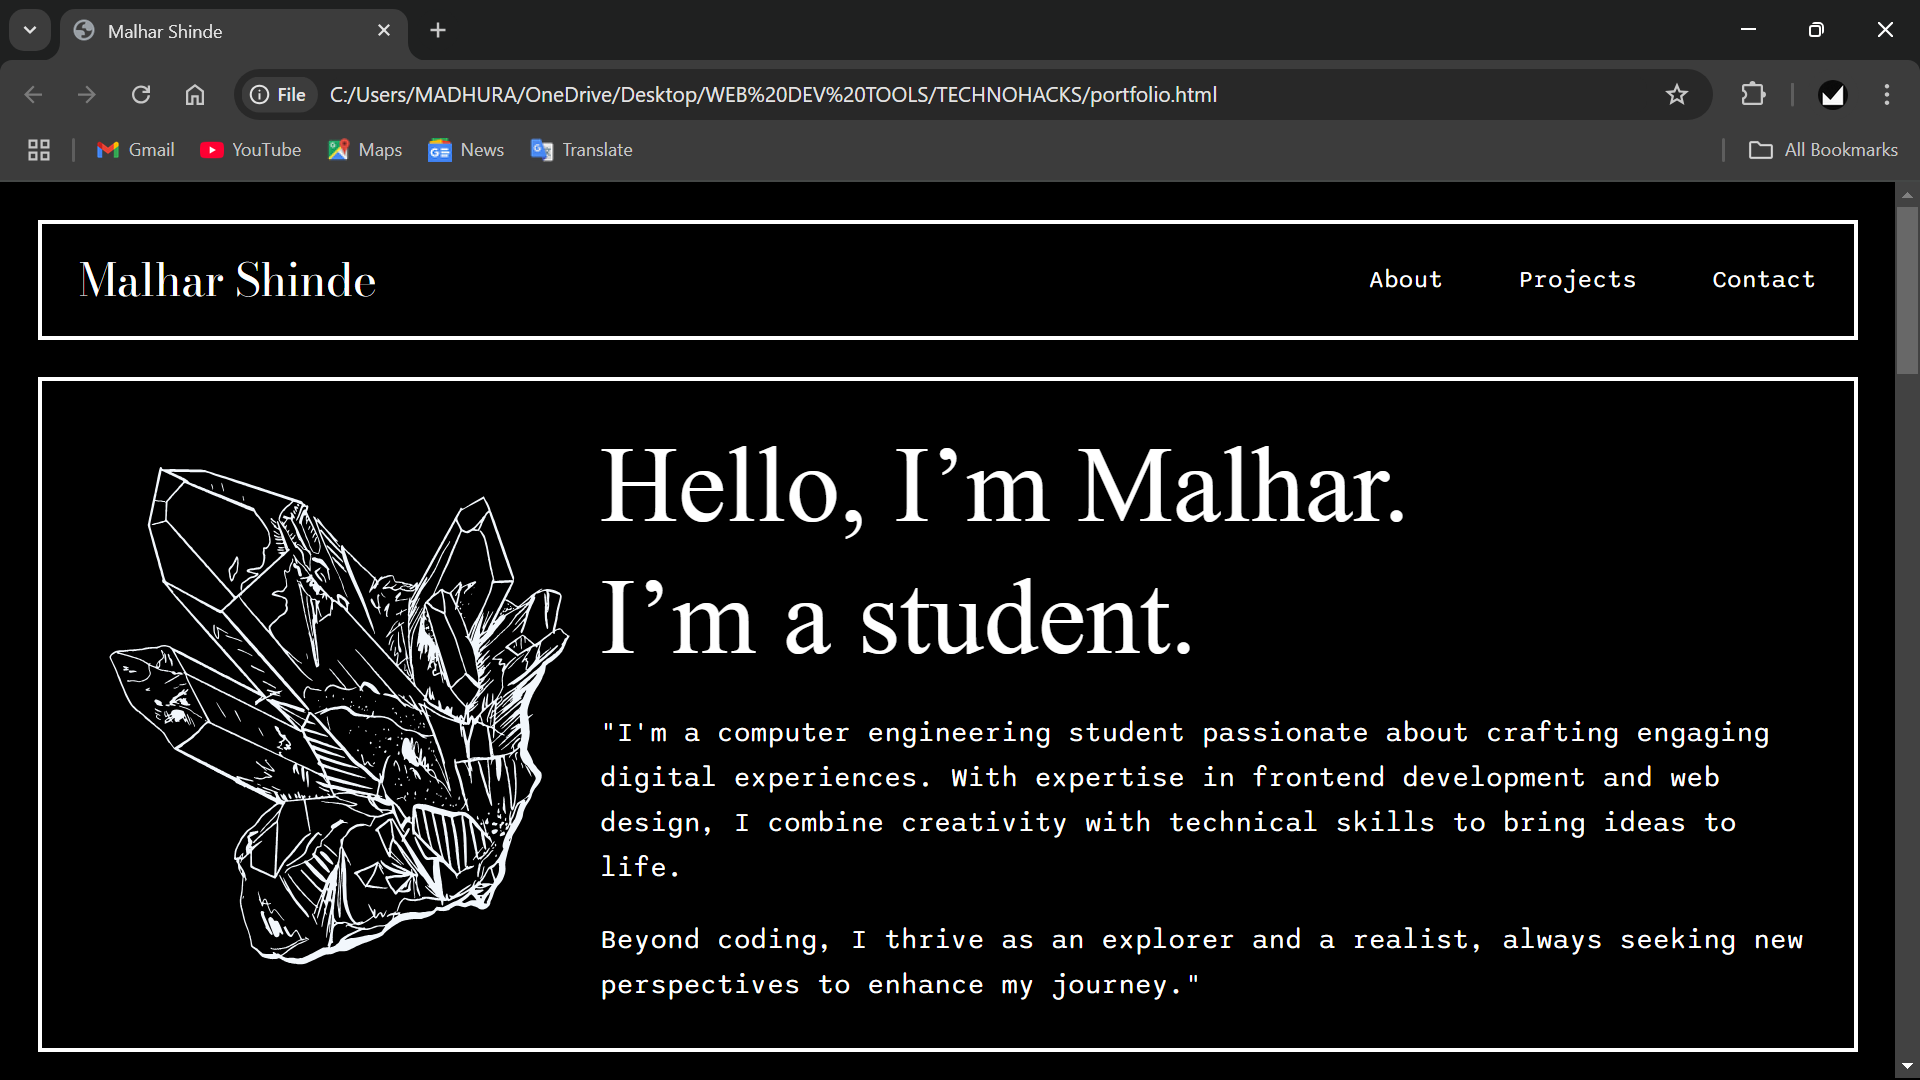 Malhar Shinde
File
C:/Users/MADHURA/OneDrive/Desktop/WEB%20DEV%20TOOLS/TECHNOHACKS/portfolio.html
Gmail YouTube Maps News Translate All Bookmarks
Malhar Shinde About Projects Contact
Hello, I’m Malhar.
I’m a student.
"I'm a computer engineering student passionate about crafting engaging
digital experiences. With expertise in frontend development and web
design, I combine creativity with technical skills to bring ideas to
life.
Beyond coding, I thrive as an explorer and a realist, always seeking new
perspectives to enhance my journey."